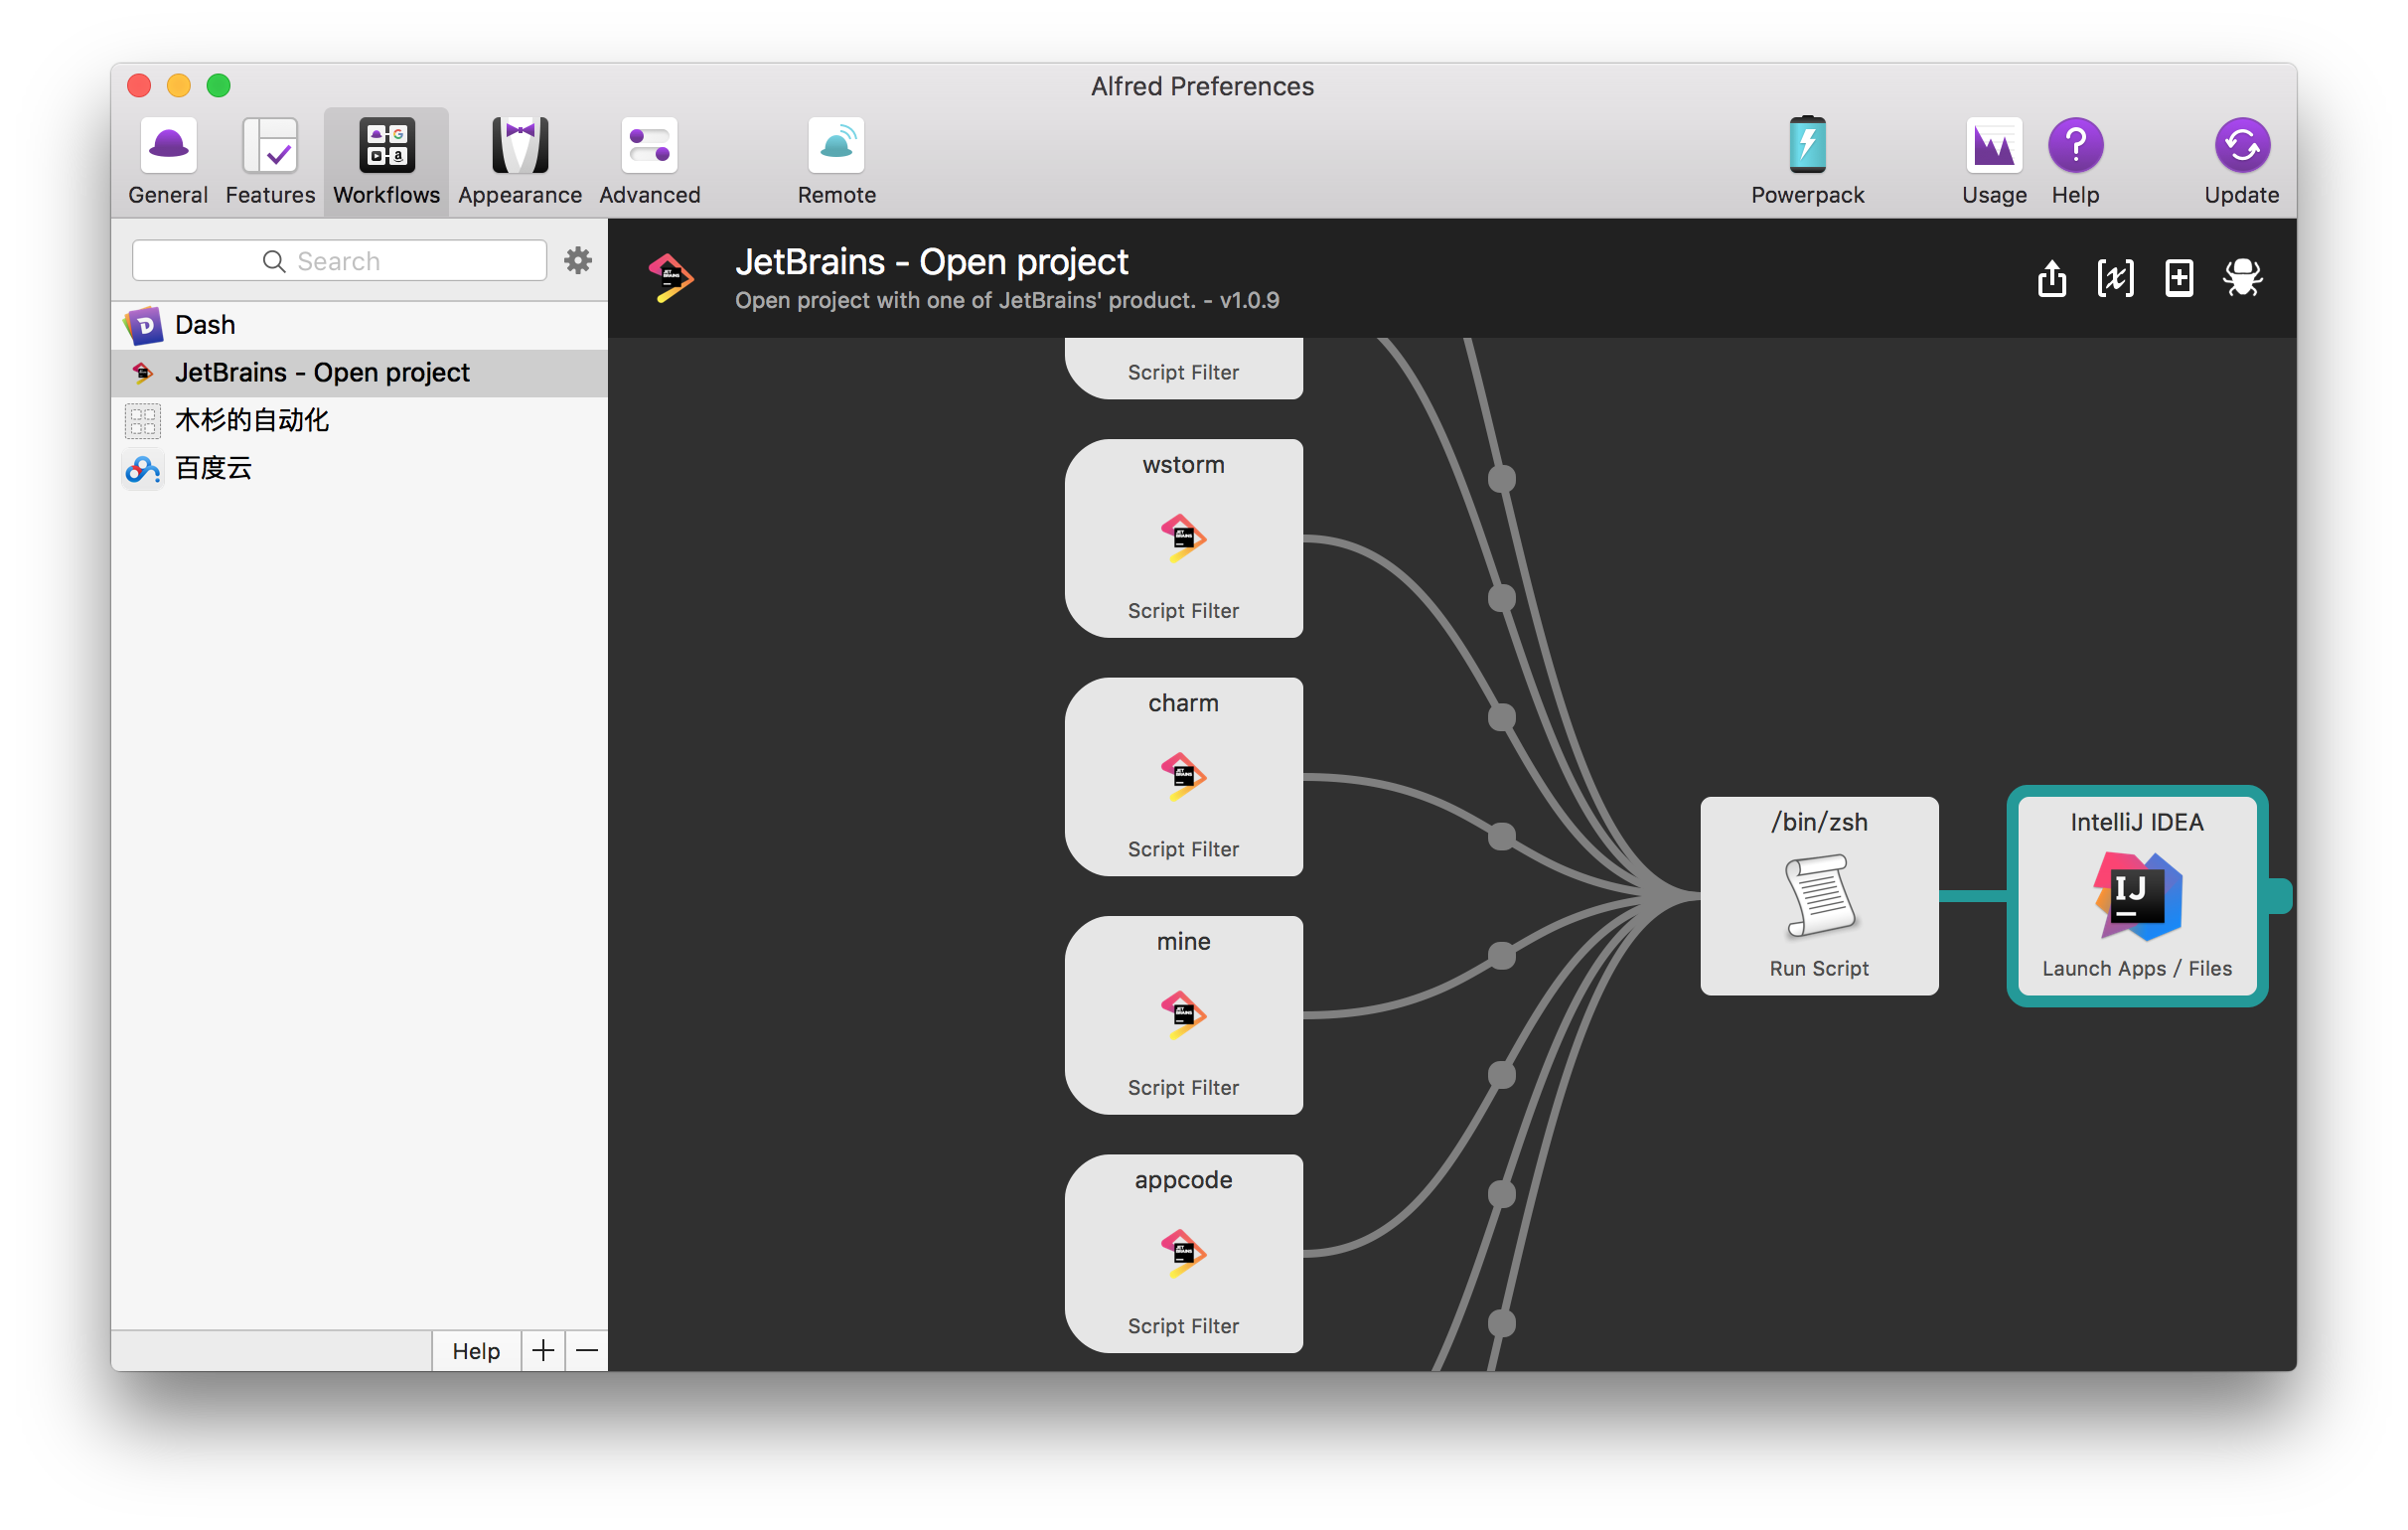 Alfred Preferences
General Features Workflows Appearance Advanced Remote Powerpack Usage Help Update
Search
Dash
JetBrains - Open project
木杉的自动化
百度云
Help
JetBrains - Open project
Open project with one of JetBrains' product. - v1.0.9
Script Filter
wstorm
Script Filter
charm
Script Filter
mine
Script Filter
appcode
Script Filter
/bin/zsh
Run Script
IntelliJ IDEA
IJ
Launch Apps / Files